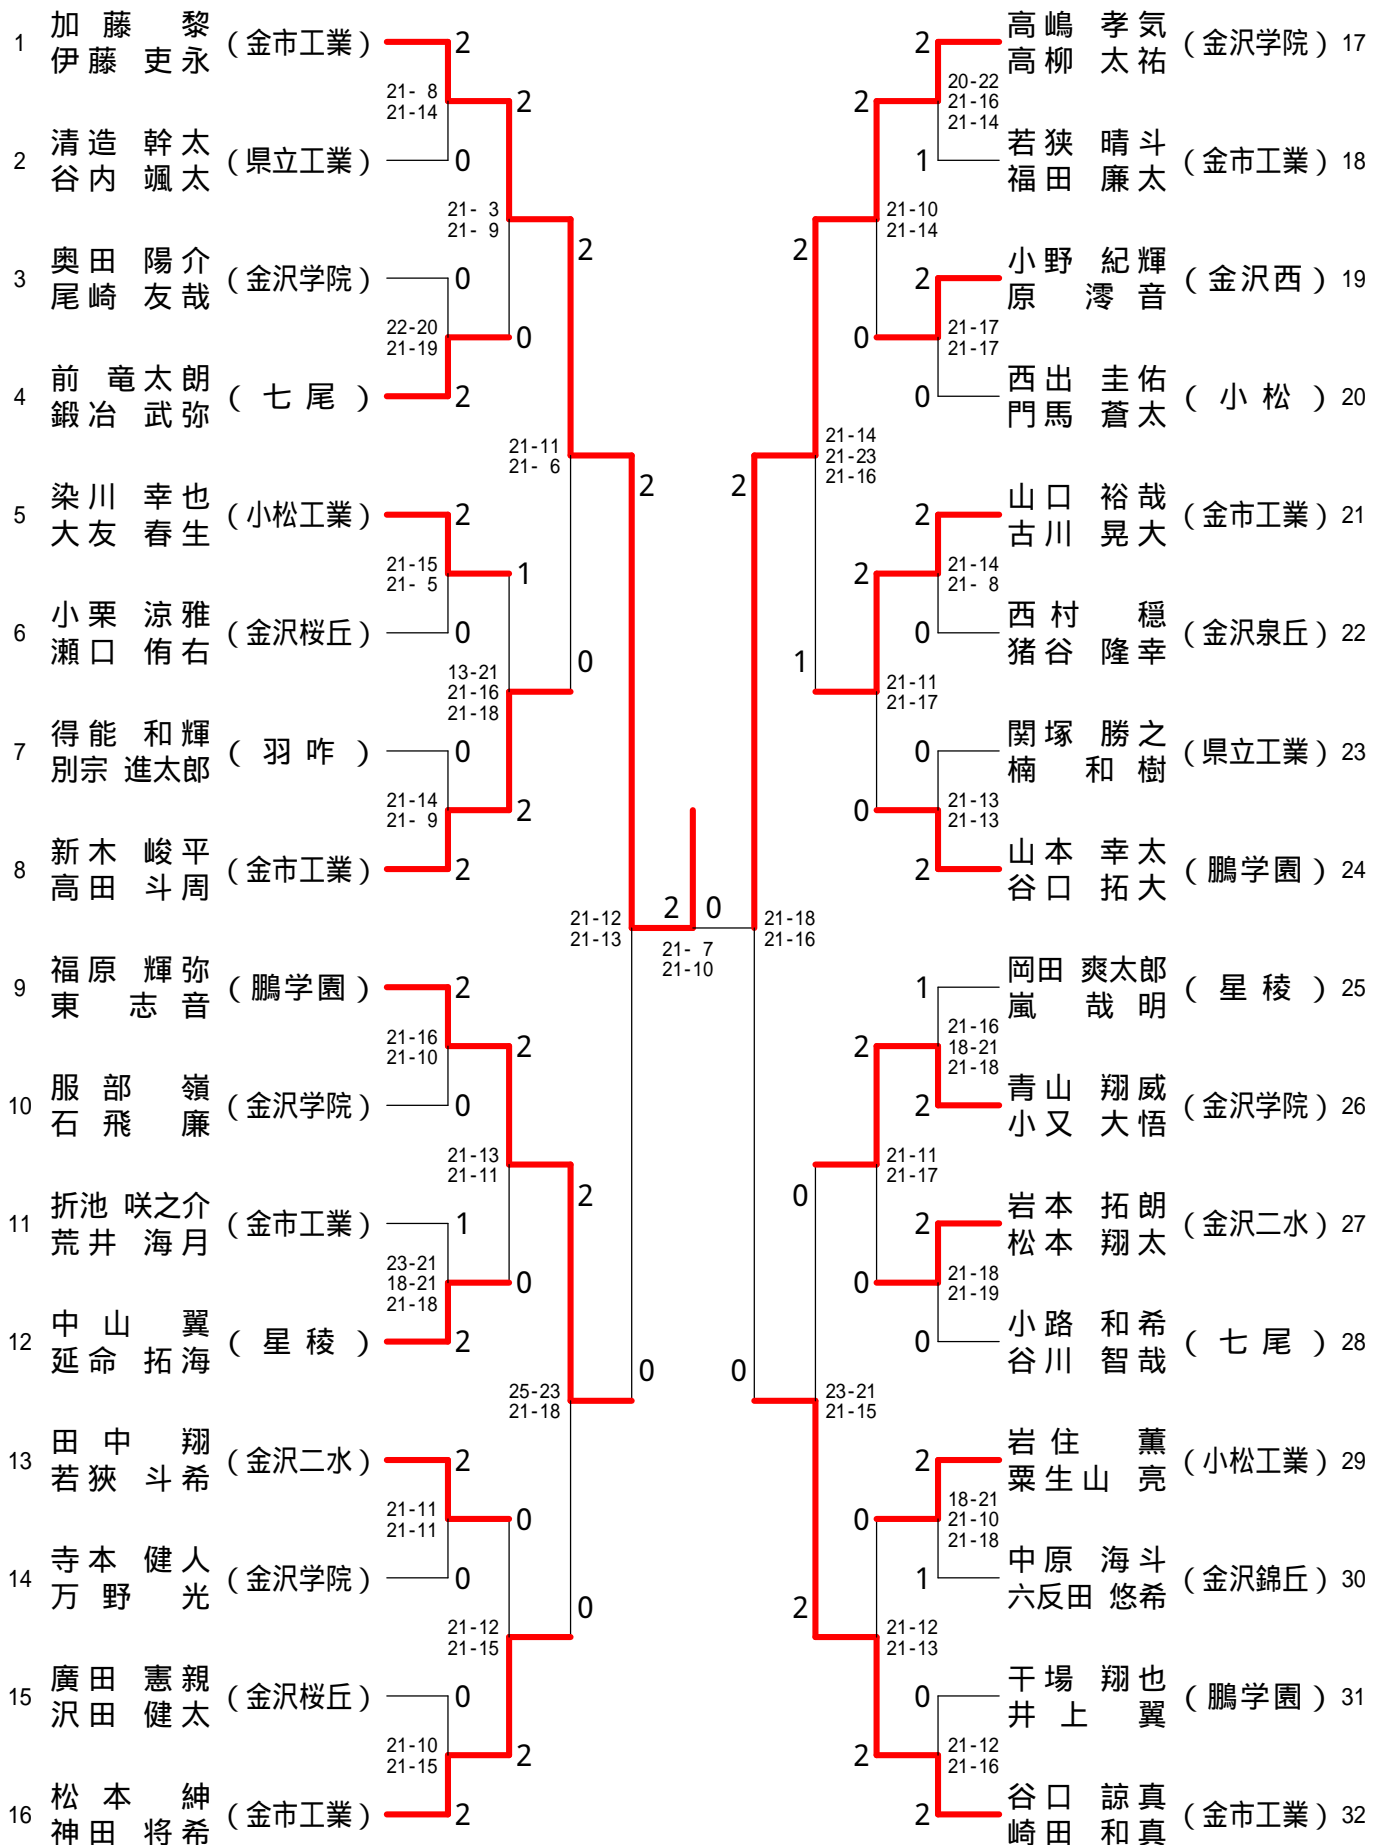 1 加藤 黎 (金市工業) 2
伊藤 吏永
21- 8
21-14
2
2 清造 幹太 (県立工業) 0
谷内 颯太
21- 3
21- 9
2
3 奥田 陽介 (金沢学院) 0
尾崎 友哉
22-20
21-19
0
4 前 竜太朗 (七尾) 2
鍛冶 武弥
21-11
21- 6
2
5 染川 幸也 (小松工業) 2
大友 春生
21-15
21- 5
1
6 小栗 涼雅 (金沢桜丘) 0
瀬口 侑右
13-21
21-16
21-18
0
7 得能 和輝 (羽咋) 0
別宗 進太郎
21-14
21- 9
2
8 新木 峻平 (金市工業) 2
高田 斗周
21-12
21-13
2 0
21- 7
21-10
9 福原 輝弥 (鵬学園) 2
東 志音
21-16
21-10
2
10 服部 嶺 (金沢学院) 0
石飛 廉
21-13
21-11
2
11 折池 咲之介 (金市工業) 1
荒井 海月
23-21
18-21
21-18
0
12 中山 翼 (星稜) 2
延命 拓海
25-23
21-18
0
13 田中 翔 (金沢二水) 2
若狹 斗希
21-11
21-11
0
14 寺本 健人 (金沢学院) 0
万野 光
21-12
21-15
0
15 廣田 憲親 (金沢桜丘) 0
沢田 健太
21-10
21-15
2
16 松本 紳 (金市工業) 2
神田 将希
2 高嶋 孝気 (金沢学院) 17
高柳 太祐
20-22
21-16
21-14
2
1 若狭 晴斗 (金市工業) 18
福田 廉太
21-10
21-14
2
2 小野 紀輝 (金沢西) 19
原 澪音
21-17
21-17
0
0 西出 圭佑 (小松) 20
門馬 蒼太
21-14
21-23
21-16
2
2 山口 裕哉 (金市工業) 21
古川 晃大
21-14
21- 8
2
0 西村 穏 (金沢泉丘) 22
猪谷 隆幸
21-11
21-17
1
0 関塚 勝之 (県立工業) 23
楠 和樹
21-13
21-13
0
2 山本 幸太 (鵬学園) 24
谷口 拓大
21-18
21-16
1 岡田 爽太郎 (星稜) 25
嵐 哉明
21-16
18-21
21-18
2
2 青山 翔威 (金沢学院) 26
小又 大悟
21-11
21-17
0
2 岩本 拓朗 (金沢二水) 27
松本 翔太
21-18
21-19
0
0 小路 和希 (七尾) 28
谷川 智哉
23-21
21-15
0
2 岩住 薫 (小松工業) 29
粟生山 亮
18-21
21-10
21-18
0
1 中原 海斗 (金沢錦丘) 30
六反田 悠希
21-12
21-13
2
0 干場 翔也 (鵬学園) 31
井上 翼
21-12
21-16
2
2 谷口 諒真 (金市工業) 32
崎田 和真